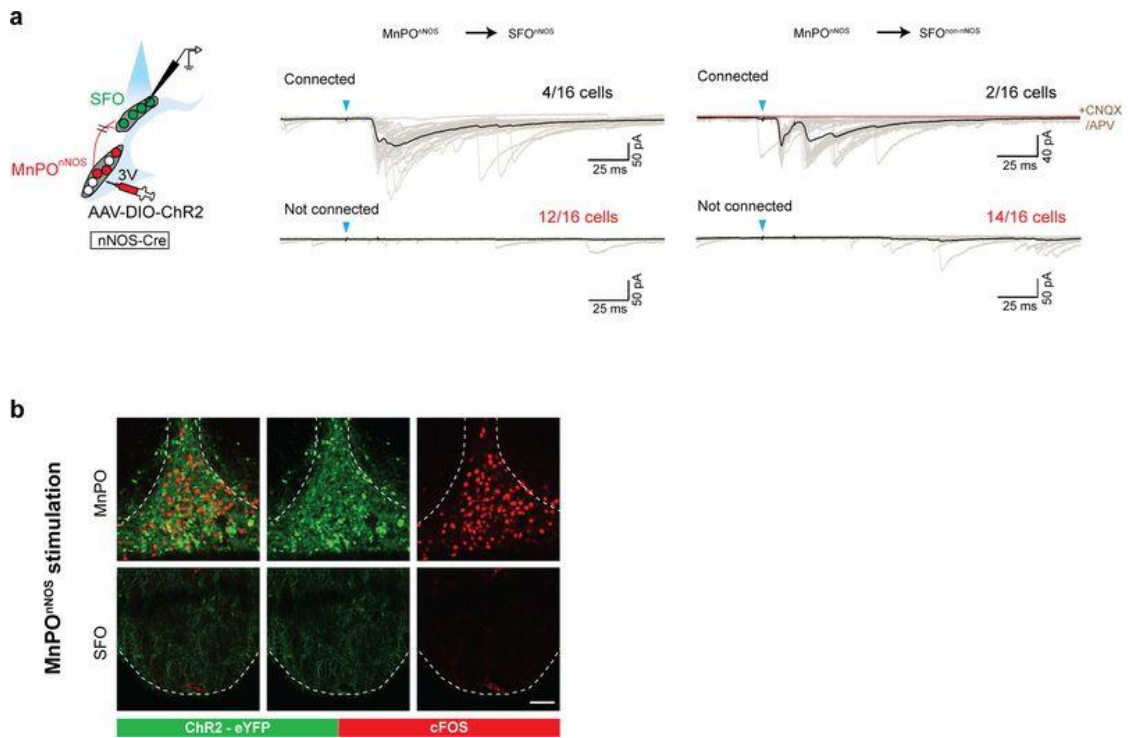 a
MnPOnNOS → SFOnNOS
MnPOnNOS → SFOnon-nNOS
SFO
MnPOnNOS
3V
AAV-DIO-ChR2
nNOS-Cre
Connected
4/16 cells
25 ms
50 pA
Not connected
12/16 cells
25 ms
50 pA
Connected
2/16 cells
+CNQX
/APV
25 ms
40 pA
Not connected
14/16 cells
25 ms
50 pA
b
MnPOnNOS stimulation
MnPO
SFO
ChR2 - eYFP
cFOS